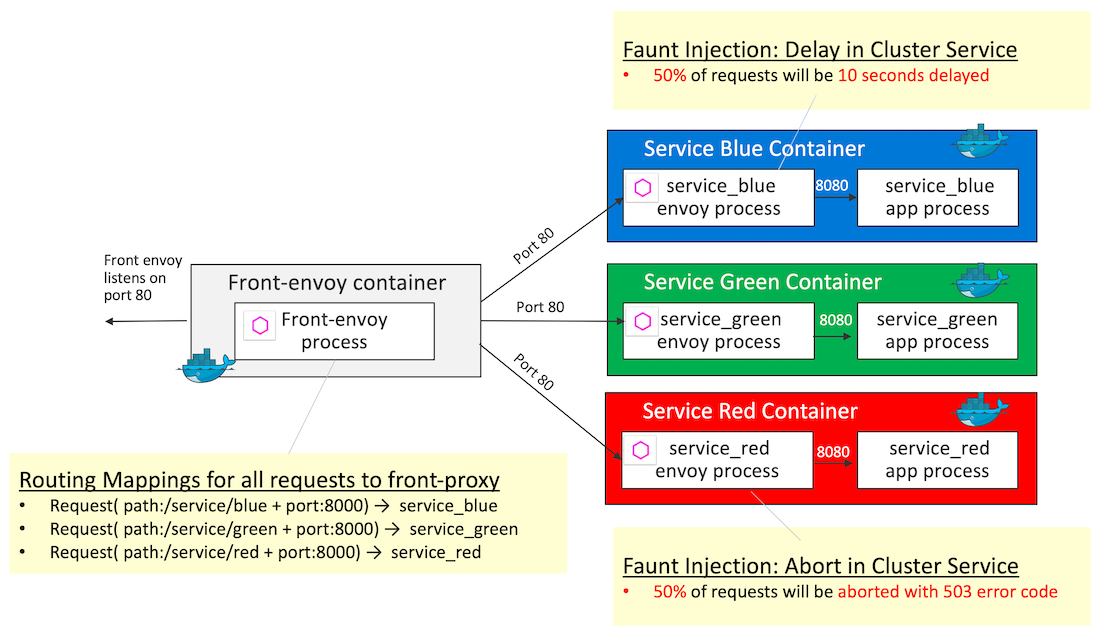 Faunt Injection: Delay in Cluster Service
• 50% of requests will be 10 seconds delayed
Service Blue Container
service_blue
envoy process
8080
service_blue
app process
Port 80
Front envoy
listens on
port 80
Front-envoy container
Front-envoy
process
Port 80
Service Green Container
service_green
envoy process
8080
service_green
app process
Port 80
Service Red Container
service_red
envoy process
8080
service_red
app process
Routing Mappings for all requests to front-proxy
• Request( path:/service/blue + port:8000) → service_blue
• Request( path:/service/green + port:8000) → service_green
• Request( path:/service/red + port:8000) → service_red
Faunt Injection: Abort in Cluster Service
• 50% of requests will be aborted with 503 error code